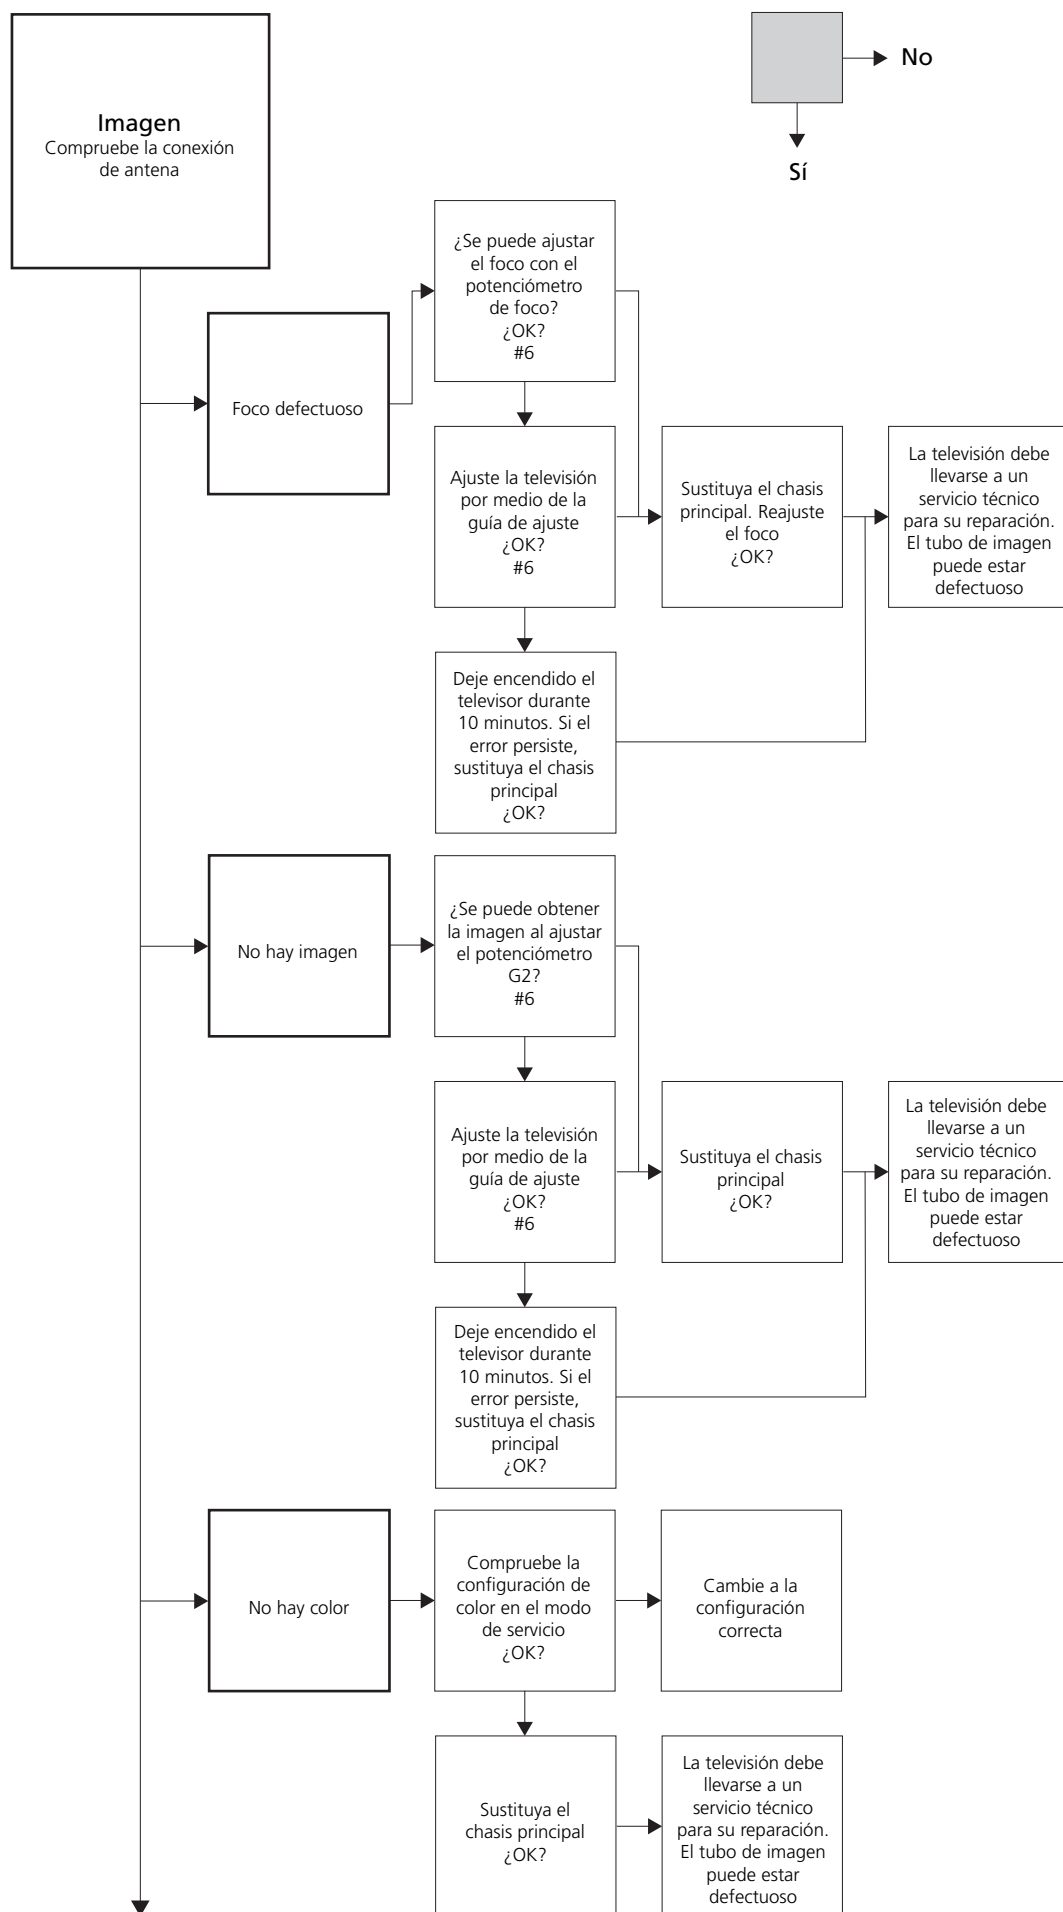 Imagen
Compruebe la conexión
de antena
No
Sí
¿Se puede ajustar
el foco con el
potenciómetro
de foco?
¿OK?
#6
Foco defectuoso
Ajuste la televisión
por medio de la
guía de ajuste
¿OK?
#6
Sustituya el chasis
principal. Reajuste
el foco
¿OK?
La televisión debe
llevarse a un
servicio técnico
para su reparación.
El tubo de imagen
puede estar
defectuoso
Deje encendido el
televisor durante
10 minutos. Si el
error persiste,
sustituya el chasis
principal
¿OK?
No hay imagen
¿Se puede obtener
la imagen al ajustar
el potenciómetro
G2?
#6
Ajuste la televisión
por medio de la
guía de ajuste
¿OK?
#6
Sustituya el chasis
principal
¿OK?
La televisión debe
llevarse a un
servicio técnico
para su reparación.
El tubo de imagen
puede estar
defectuoso
Deje encendido el
televisor durante
10 minutos. Si el
error persiste,
sustituya el chasis
principal
¿OK?
No hay color
Compruebe la
configuración de
color en el modo
de servicio
¿OK?
Cambie a la
configuración
correcta
Sustituya el
chasis principal
¿OK?
La televisión debe
llevarse a un
servicio técnico
para su reparación.
El tubo de imagen
puede estar
defectuoso